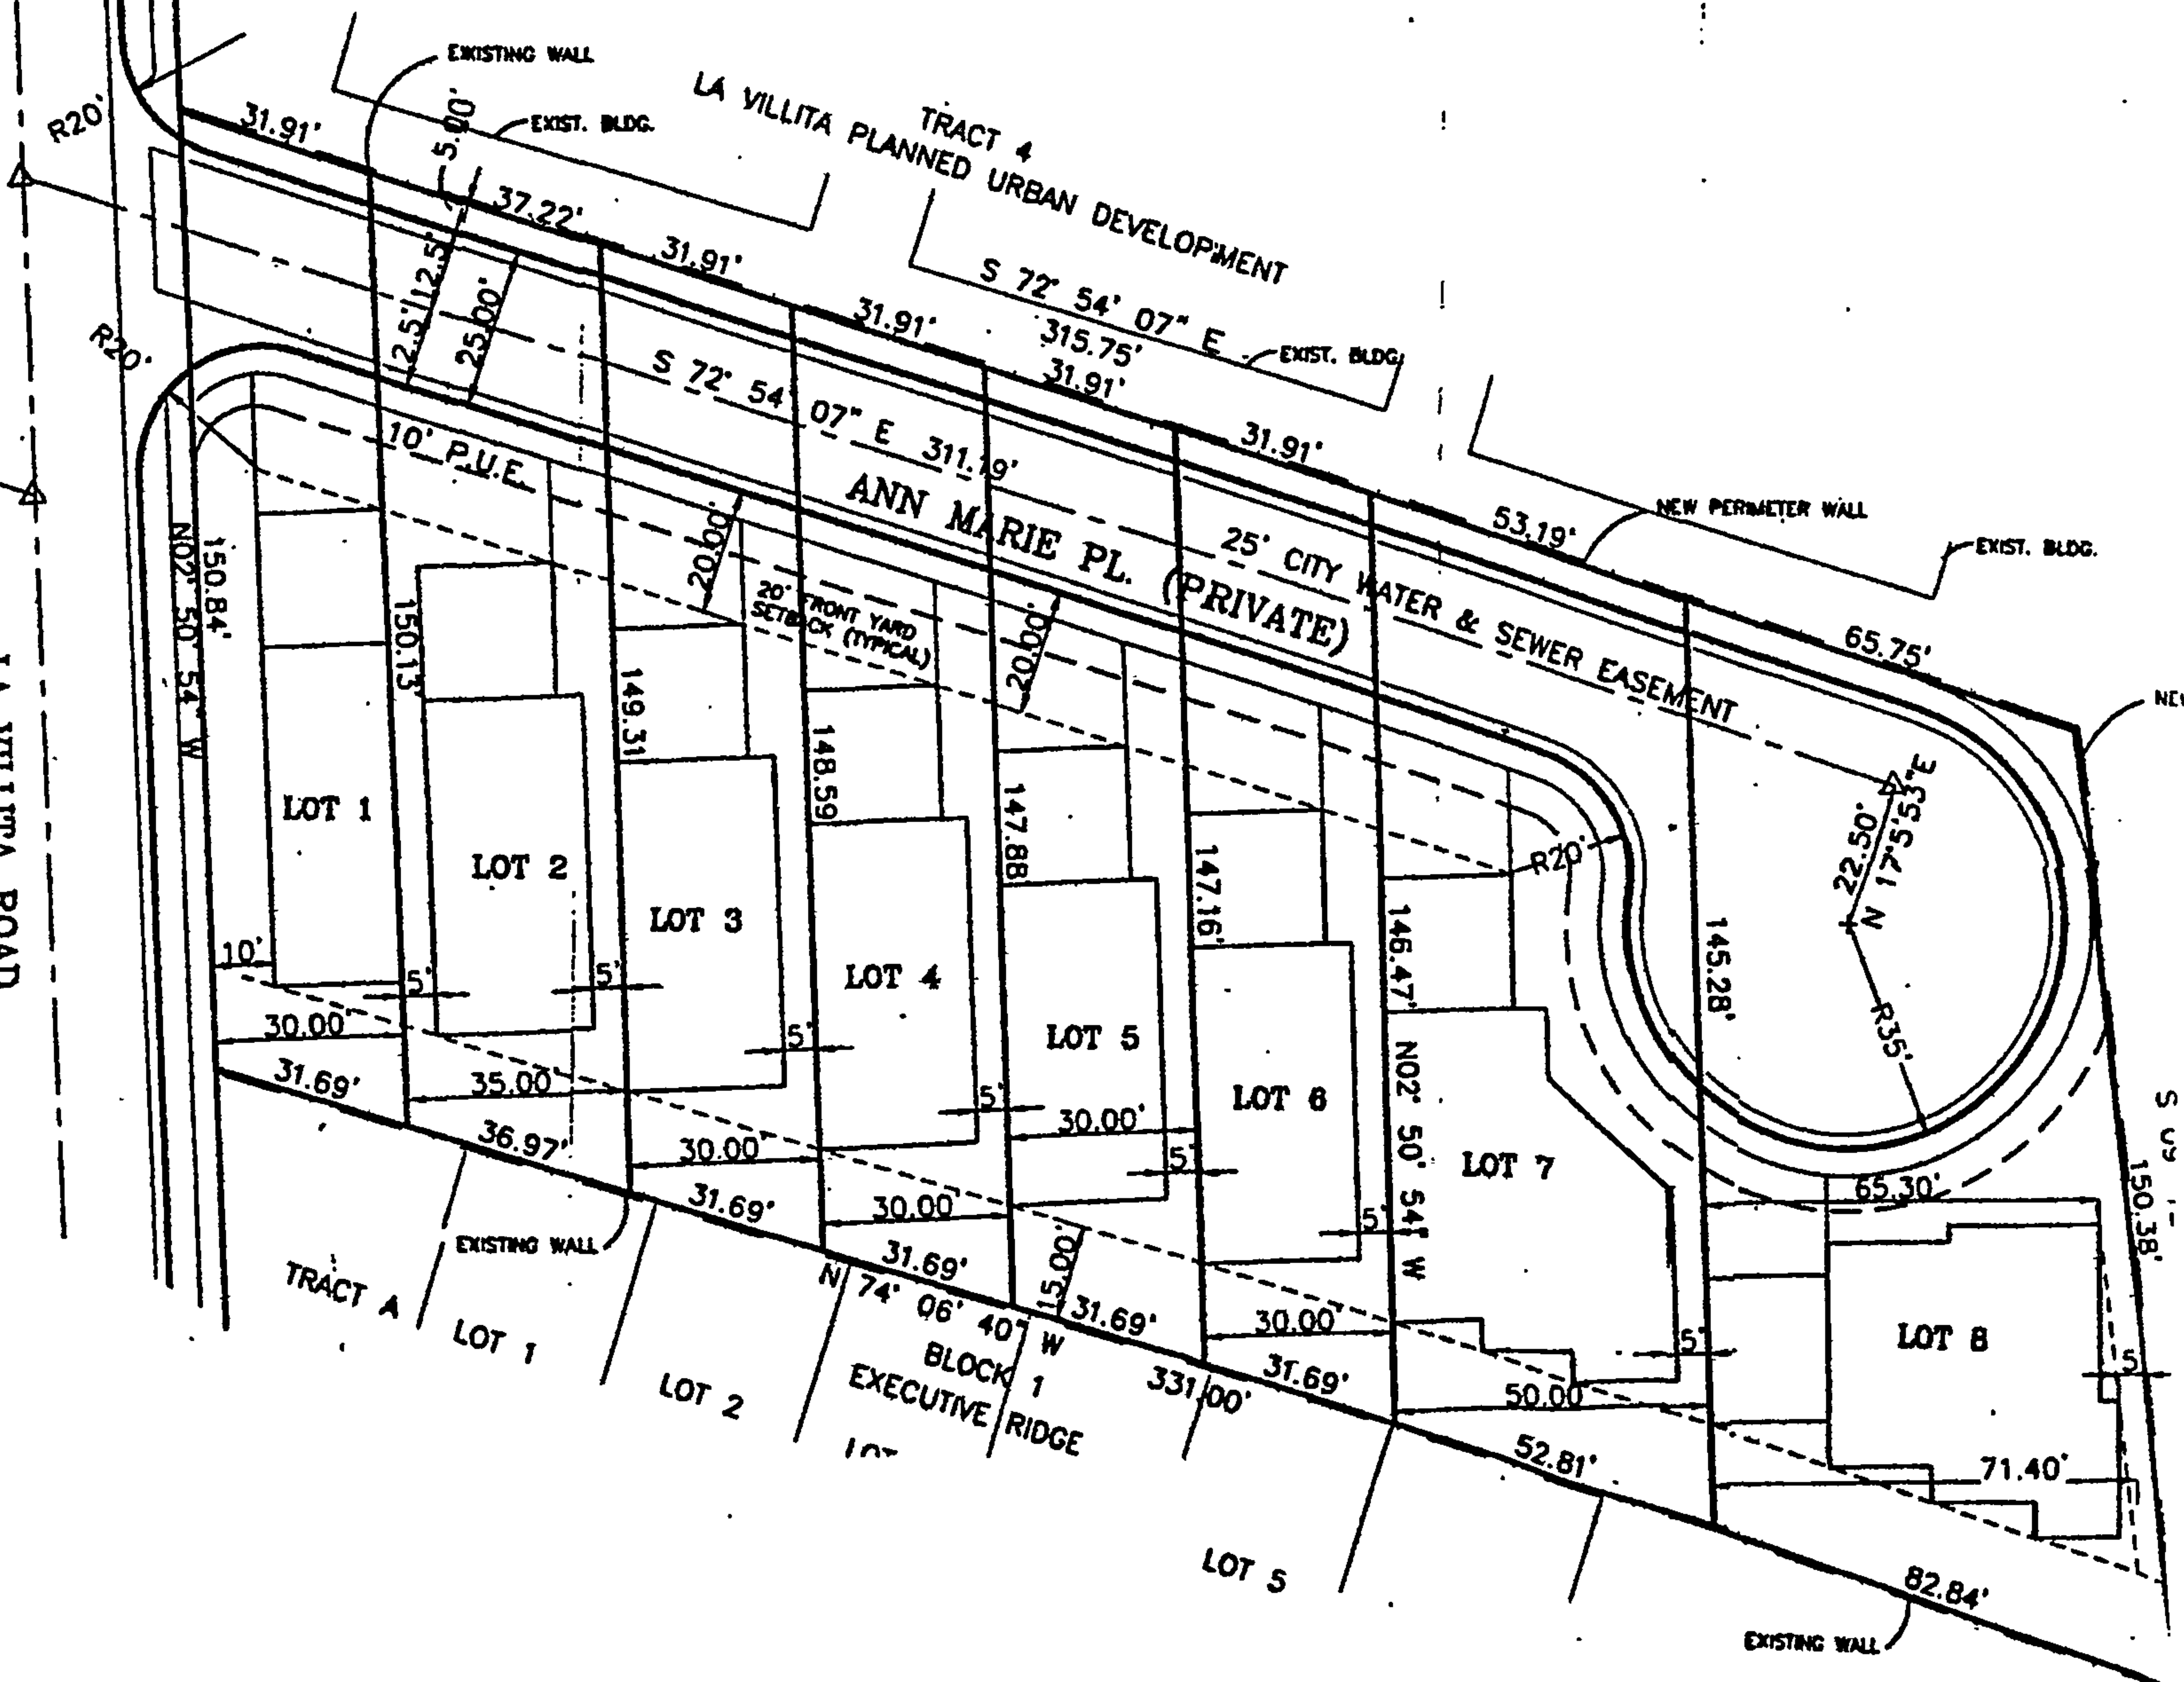 EXISTING WALL
EXIST. BLDG.
R20'
31.91'
5.00'
37.22'
LA VILLITA PLANNED URBAN DEVELOPMENT
TRACT 4
31.91'
31.91'
S 72° 54' 07" E
315.75'
31.91'
EXIST. BLDG.
31.91'
53.19'
NEW PERIMETER WALL
EXIST. BLDG.
65.75'
NEW
R20'
12.5'
12.5'
25.00'
S 72° 54' 07" E 311.19'
ANN MARIE PL. (PRIVATE)
25' CITY WATER & SEWER EASEMENT
10' P.U.E.
20.00'
20' FRONT YARD
SETBACK (TYPICAL)
20.00'
R20'
22.50'
N 17°5'53"E
R35'
N02° 50' 54" W
150.84'
150.13'
149.31
148.59
147.88
147.16'
146.47'
145.28'
N02° 50' 54" W
150.38'
LA VILLITA ROAD
LOT 1
LOT 2
LOT 3
LOT 4
LOT 5
LOT 6
LOT 7
LOT 8
10'
5'
5'
5'
5'
5'
5'
5'
5'
30.00'
35.00'
30.00'
30.00'
30.00'
30.00'
50.00
65.30'
71.40'
15.00'
31.69'
36.97'
31.69'
31.69'
31.69'
31.69'
52.81'
82.84'
N 74° 06' 40" W
331.00'
EXISTING WALL
TRACT A
LOT 1
LOT 2
LOT
BLOCK 1
EXECUTIVE RIDGE
LOT 5
EXISTING WALL